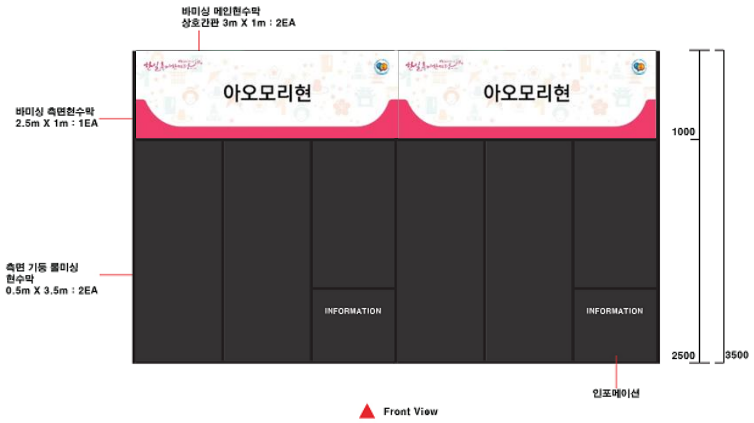 바미싱 메인현수막
상호간판 3m X 1m : 2EA
아오모리현
아오모리현
바미싱 측면현수막
2.5m X 1m : 1EA
1000
측면 기둥 풀미싱
현수막
0.5m X 3.5m : 2EA
INFORMATION
INFORMATION
2500
3500
인포메이션
Front View